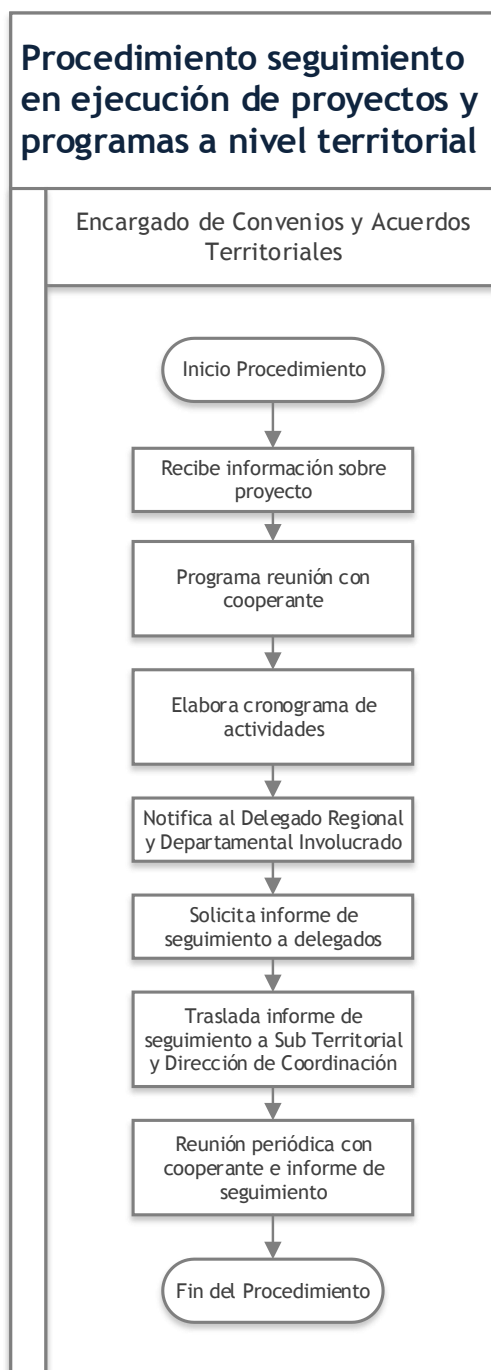 Procedimiento seguimiento
en ejecución de proyectos y
programas a nivel territorial
Encargado de Convenios y Acuerdos
Territoriales
Inicio Procedimiento
Recibe información sobre
proyecto
Programa reunión con
cooperante
Elabora cronograma de
actividades
Notifica al Delegado Regional
y Departamental Involucrado
Solicita informe de
seguimiento a delegados
Traslada informe de
seguimiento a Sub Territorial
y Dirección de Coordinación
Reunión periódica con
cooperante e informe de
seguimiento
Fin del Procedimiento